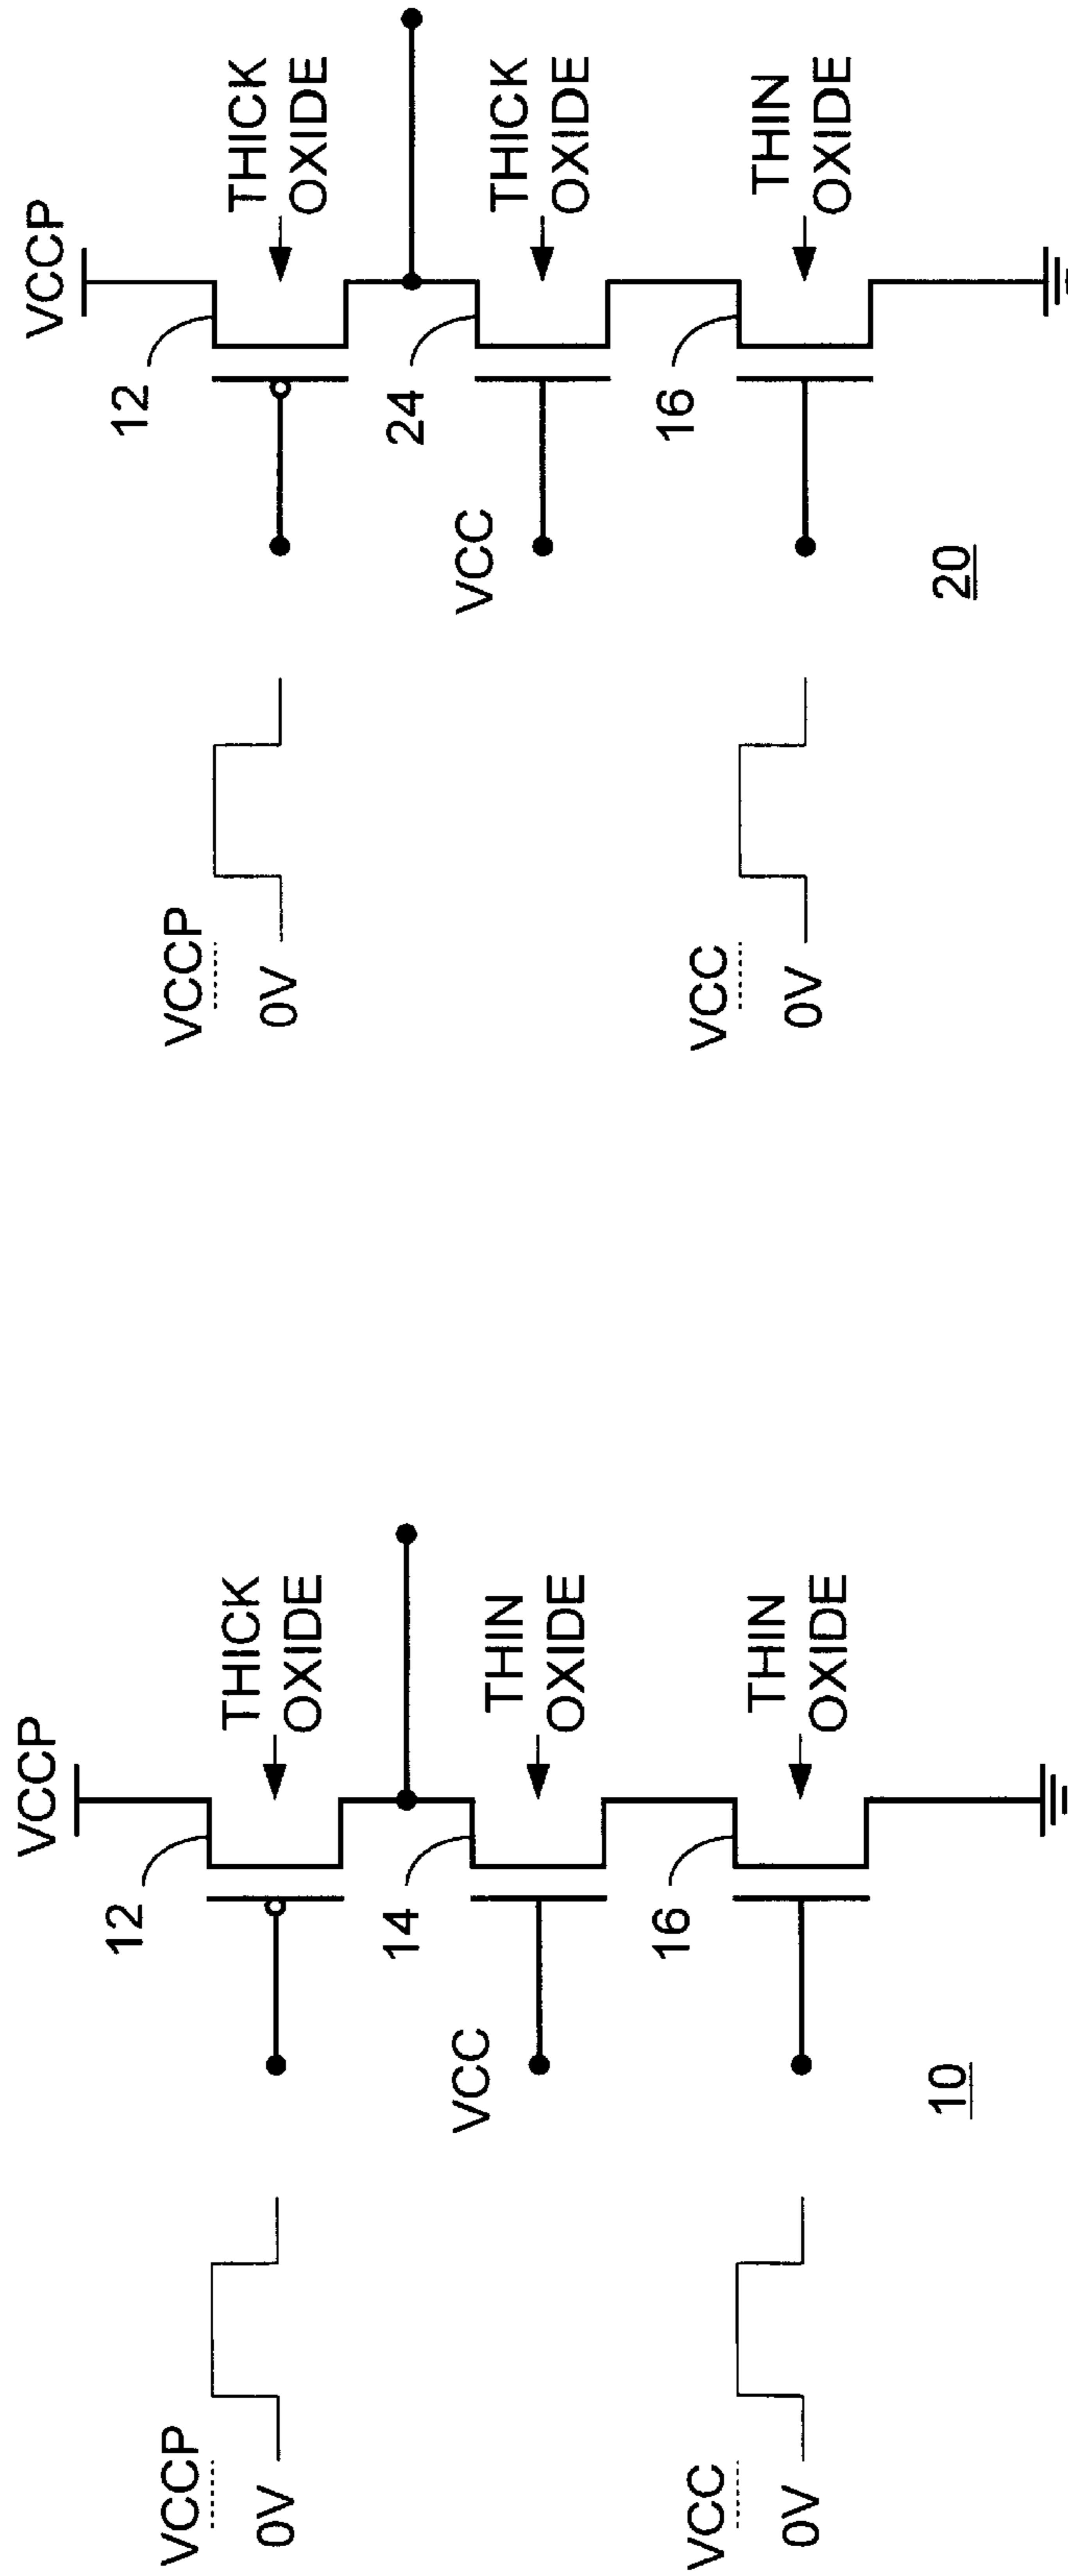 VCCP
VCCP
0V
12
THICK
OXIDE
VCC
14
THIN
OXIDE
VCC
0V
16
THIN
OXIDE
10
VCCP
VCCP
0V
12
THICK
OXIDE
VCC
24
THICK
OXIDE
VCC
0V
16
THIN
OXIDE
20